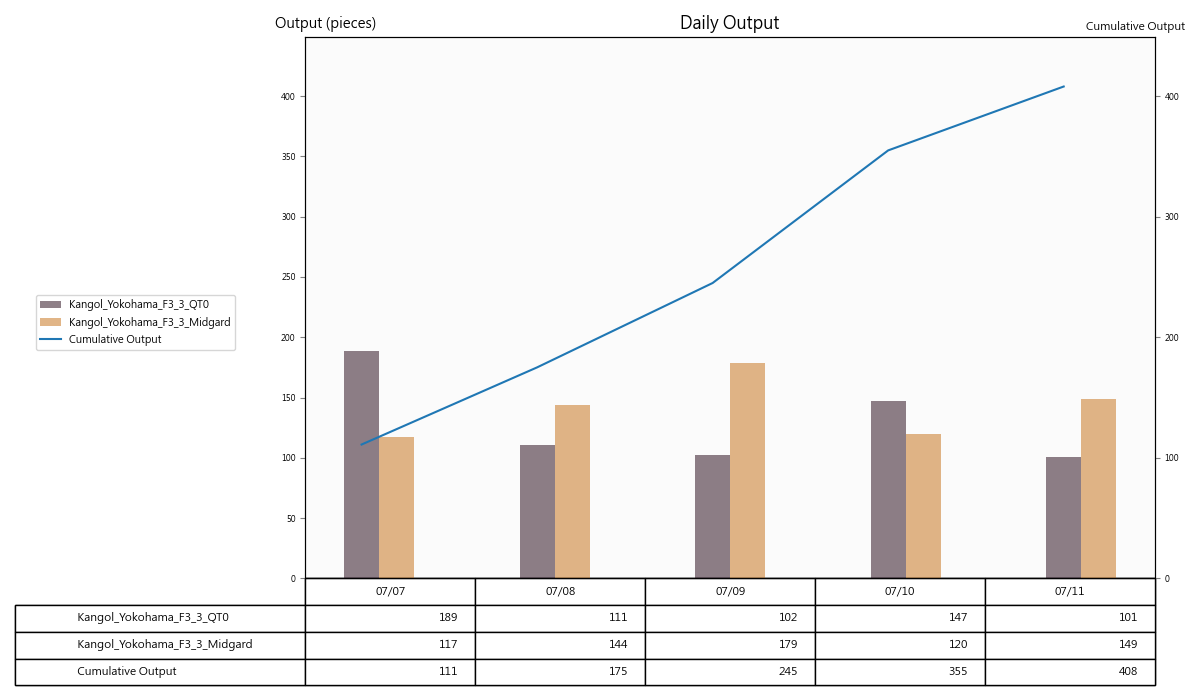 Output (pieces) Daily Output Cumulative Output
400 400
350
300 300
250
200 200
150
100 100
50
0 0
Kangol_Yokohama_F3_3_QT0
Kangol_Yokohama_F3_3_Midgard
Cumulative Output
07/07 07/08 07/09 07/10 07/11
Kangol_Yokohama_F3_3_QT0 189 111 102 147 101
Kangol_Yokohama_F3_3_Midgard 117 144 179 120 149
Cumulative Output 111 175 245 355 408